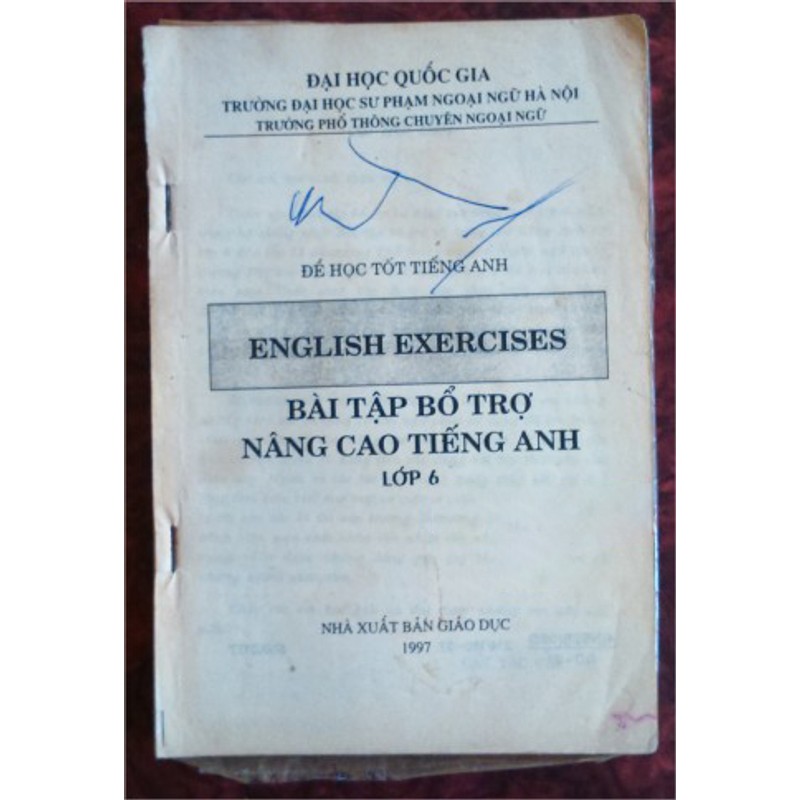 ĐẠI HỌC QUỐC GIA
TRƯỜNG ĐẠI HỌC SƯ PHẠM NGOẠI NGỮ HÀ NỘI
TRƯỜNG PHỔ THÔNG CHUYÊN NGOẠI NGỮ
ĐỂ HỌC TỐT TIẾNG ANH
ENGLISH EXERCISES
BÀI TẬP BỔ TRỢ
NÂNG CAO TIẾNG ANH
LỚP 6
NHÀ XUẤT BẢN GIÁO DỤC
1997